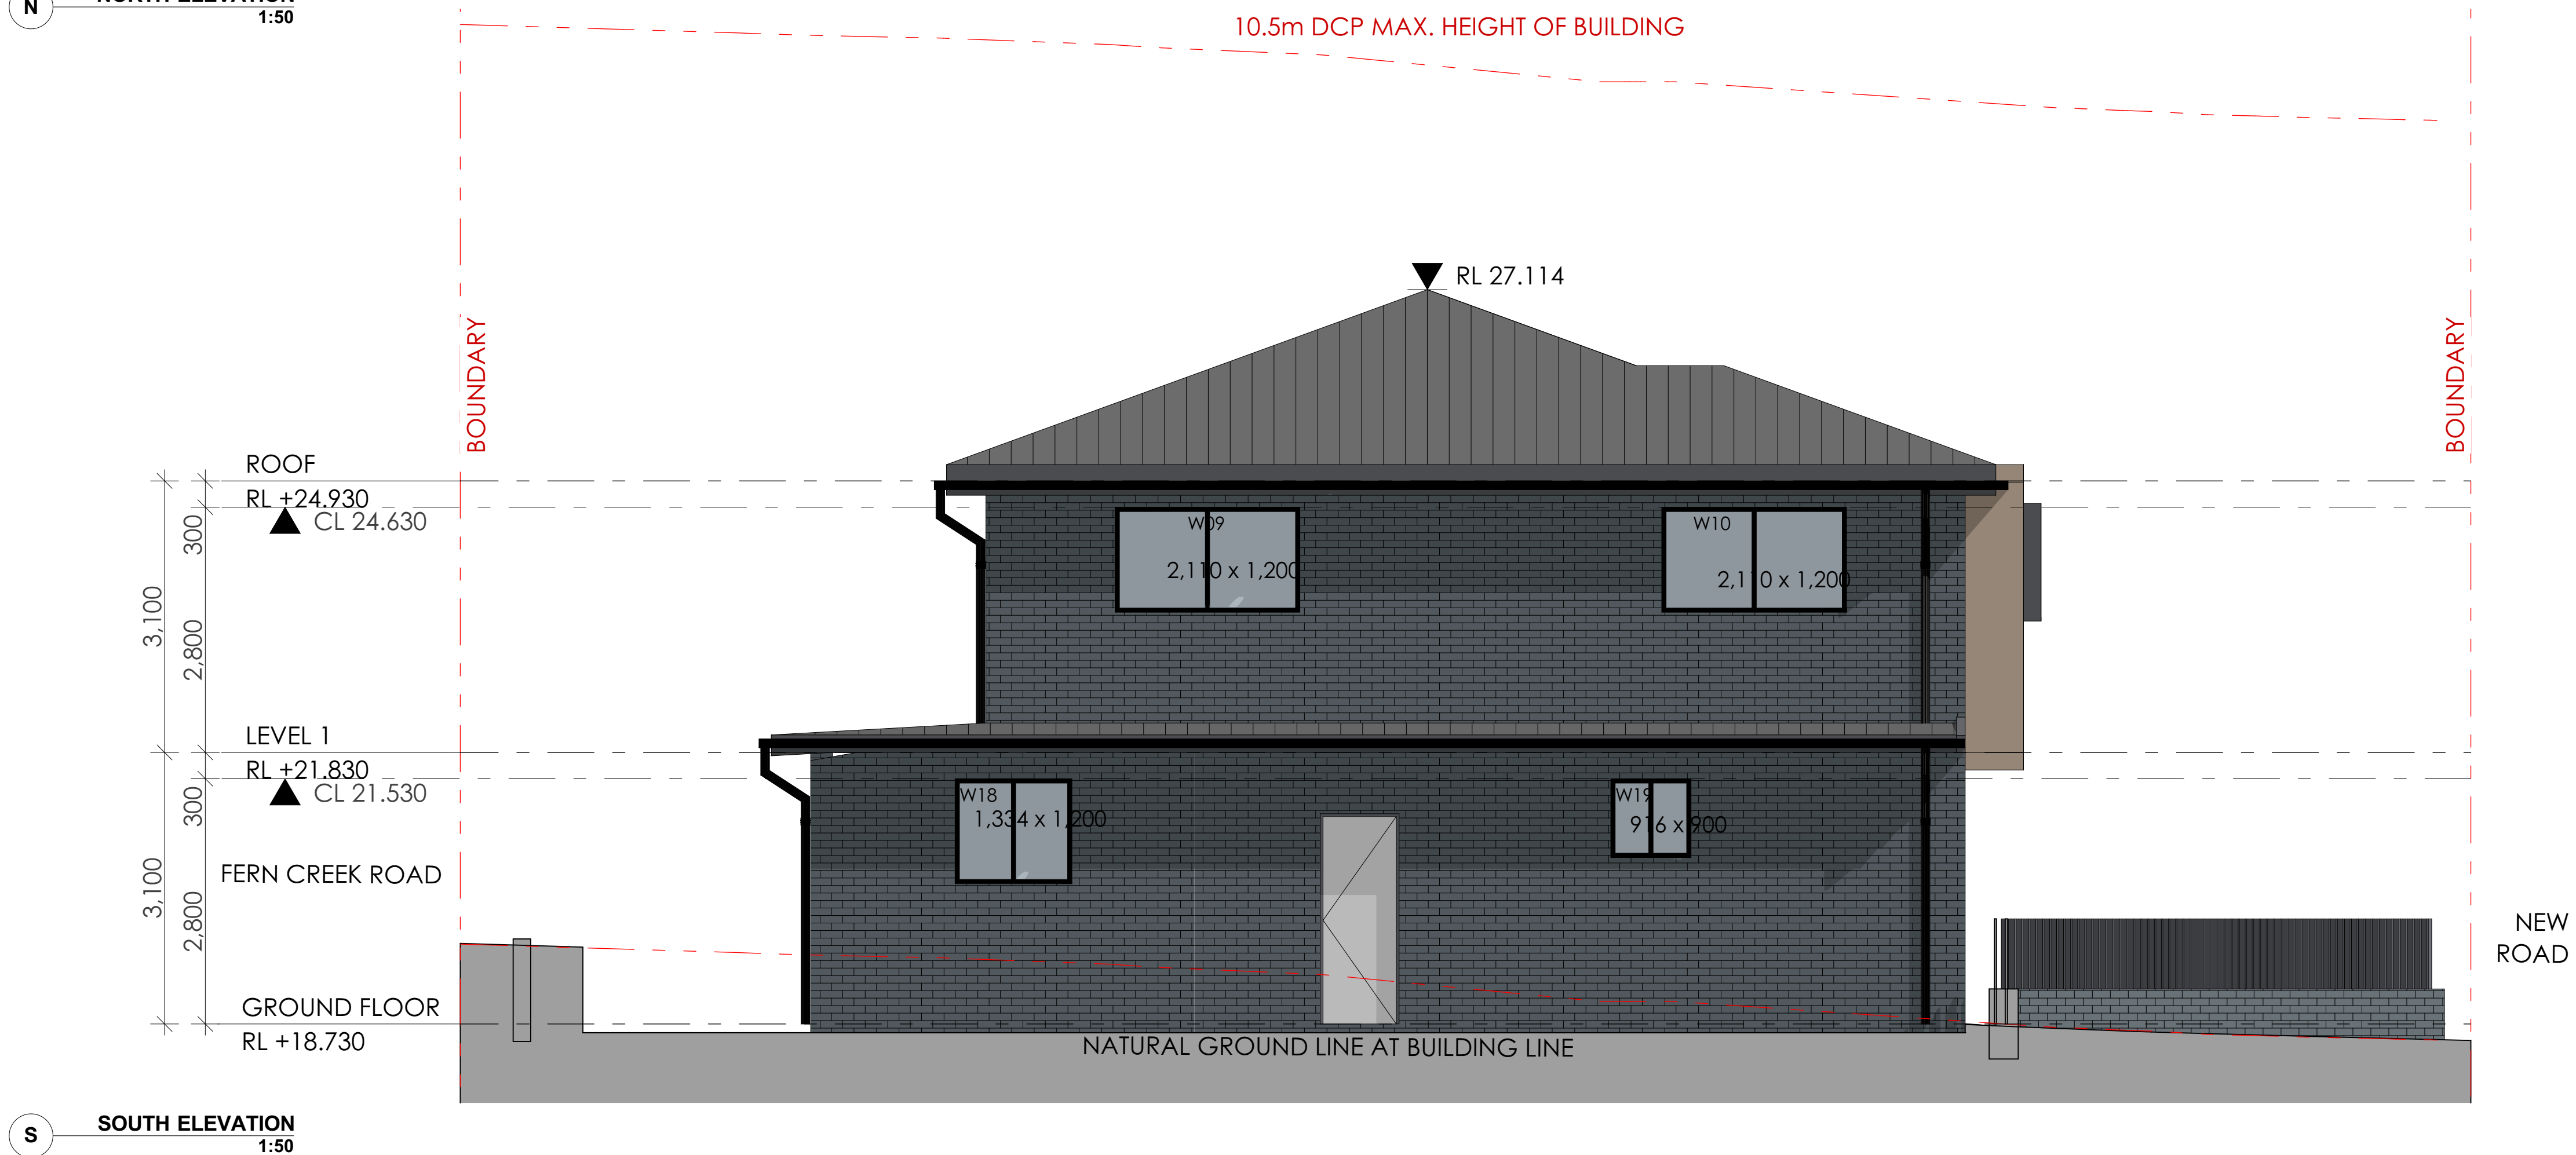 N
NORTH ELEVATION
1:50
10.5m DCP MAX. HEIGHT OF BUILDING
RL 27.114
BOUNDARY
BOUNDARY
ROOF
RL +24.930
CL 24.630
300
3,100
2,800
W09
2,110 x 1,200
W10
2,110 x 1,200
LEVEL 1
RL +21.830
CL 21.530
300
3,100
2,800
W18
1,334 x 1,200
W19
916 x 900
FERN CREEK ROAD
NEW
ROAD
GROUND FLOOR
RL +18.730
NATURAL GROUND LINE AT BUILDING LINE
S
SOUTH ELEVATION
1:50